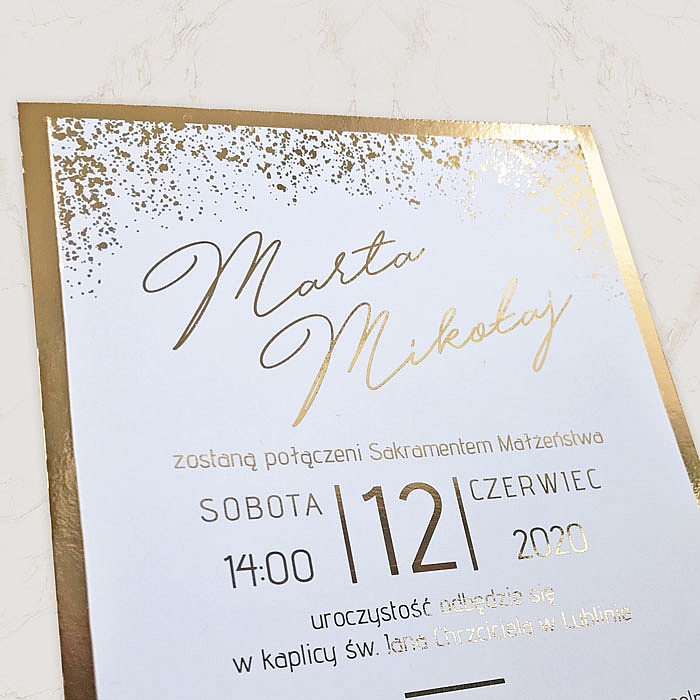 Marta
Mikołaj
zostaną połączeni Sakramentem Małżeństwa
SOBOTA | 12 | CZERWIEC
14:00 2020
uroczystość odbędzie się
w kaplicy św. Jana Chrzciciela w Lublinie